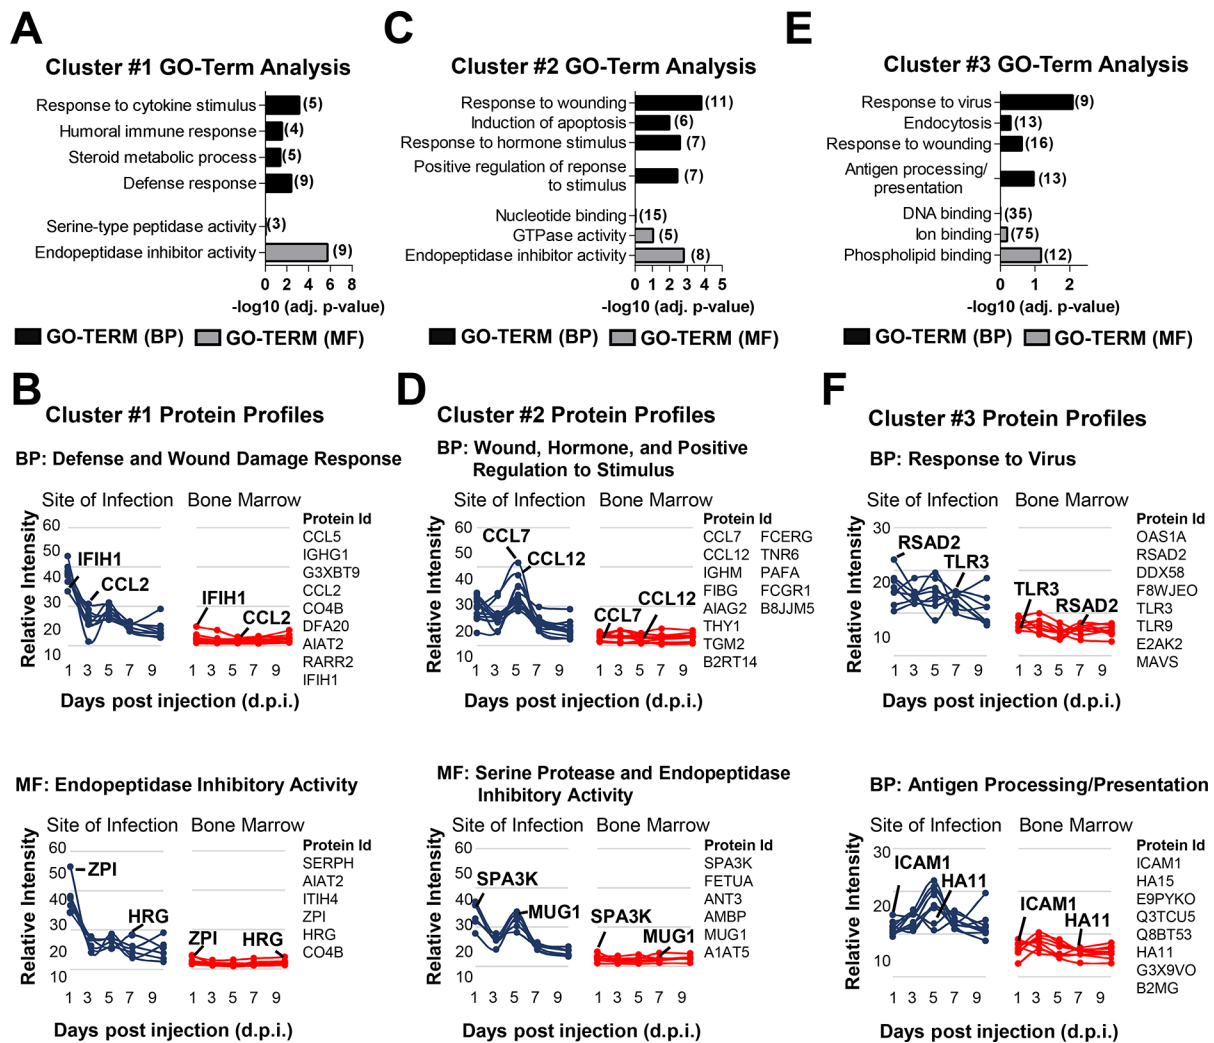 A
Cluster #1 GO-Term Analysis
Response to cytokine stimulus (5)
Humoral immune response (4)
Steroid metabolic process (5)
Defense response (9)
Serine-type peptidase activity (3)
Endopeptidase inhibitor activity (9)
0 2 4 6 8
-log10 (adj. p-value)
GO-TERM (BP) GO-TERM (MF)
C
Cluster #2 GO-Term Analysis
Response to wounding (11)
Induction of apoptosis (6)
Response to hormone stimulus (7)
Positive regulation of reponse
to stimulus (7)
Nucleotide binding (15)
GTPase activity (5)
Endopeptidase inhibitor activity (8)
0 1 2 3 4 5
-log10 (adj. p-value)
GO-TERM (BP) GO-TERM (MF)
E
Cluster #3 GO-Term Analysis
Response to virus (9)
Endocytosis (13)
Response to wounding (16)
Antigen processing/
presentation (13)
DNA binding (35)
Ion binding (75)
Phospholipid binding (12)
0 1 2
-log10 (adj. p-value)
GO-TERM (BP) GO-TERM (MF)
B
Cluster #1 Protein Profiles
BP: Defense and Wound Damage Response
Site of Infection Bone Marrow
Relative Intensity
60
50
40
30
20
10
IFIH1
CCL2
IFIH1
CCL2
1 3 5 7 9 1 3 5 7 9
Days post injection (d.p.i.)
Protein Id
CCL5
IGHG1
G3XBT9
CCL2
CO4B
DFA20
AIAT2
RARR2
IFIH1
MF: Endopeptidase Inhibitory Activity
Site of Infection Bone Marrow
Relative Intensity
60
50
40
30
20
10
ZPI
HRG
ZPI
HRG
1 3 5 7 9 1 3 5 7 9
Days post injection (d.p.i.)
Protein Id
SERPH
AIAT2
ITIH4
ZPI
HRG
CO4B
D
Cluster #2 Protein Profiles
BP: Wound, Hormone, and Positive
Regulation to Stimulus
Site of Infection Bone Marrow
Relative Intensity
60
50
40
30
20
10
CCL7
CCL12
CCL7
CCL12
1 3 5 7 9 1 3 5 7 9
Days post injection (d.p.i.)
Protein Id
CCL7 FCERG
CCL12 TNR6
IGHM PAFA
FIBG FCGR1
AIAG2 B8JJM5
THY1
TGM2
B2RT14
MF: Serine Protease and Endopeptidase
Inhibitory Activity
Site of Infection Bone Marrow
Relative Intensity
60
50
40
30
20
10
SPA3K
MUG1
SPA3K
MUG1
1 3 5 7 9 1 3 5 7 9
Days post injection (d.p.i.)
Protein Id
SPA3K
FETUA
ANT3
AMBP
MUG1
A1AT5
F
Cluster #3 Protein Profiles
BP: Response to Virus
Site of Infection Bone Marrow
Relative Intensity
30
20
10
RSAD2
TLR3
TLR3
RSAD2
1 3 5 7 9 1 3 5 7 9
Days post injection (d.p.i.)
Protein Id
OAS1A
RSAD2
DDX58
F8WJEO
TLR3
TLR9
E2AK2
MAVS
BP: Antigen Processing/Presentation
Site of Infection Bone Marrow
Relative Intensity
30
20
10
ICAM1
HA11
ICAM1
HA11
1 3 5 7 9 1 3 5 7 9
Days post injection (d.p.i.)
Protein Id
ICAM1
HA15
E9PYKO
Q3TCU5
Q8BT53
HA11
G3X9VO
B2MG